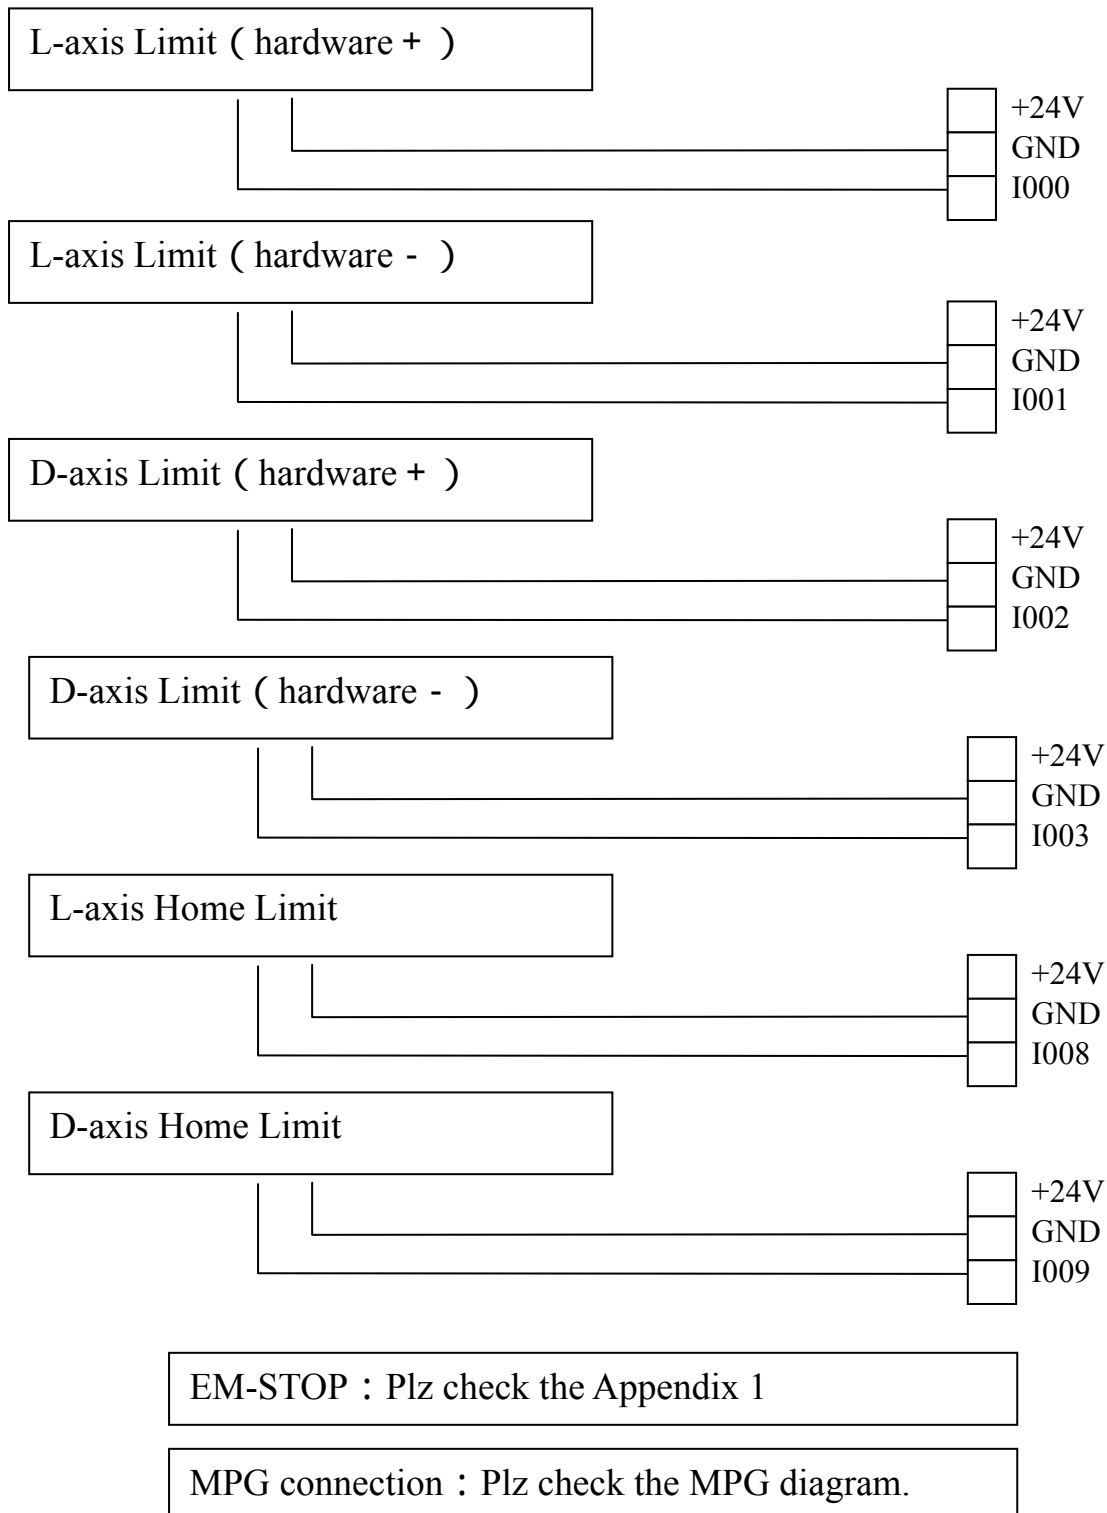 L-axis Limit（hardware＋ ）
+24V
GND
I000
L-axis Limit（hardware－ ）
+24V
GND
I001
D-axis Limit（hardware＋ ）
+24V
GND
I002
D-axis Limit（hardware－ ）
+24V
GND
I003
L-axis Home Limit
+24V
GND
I008
D-axis Home Limit
+24V
GND
I009
EM-STOP：Plz check the Appendix 1
MPG connection：Plz check the MPG diagram.